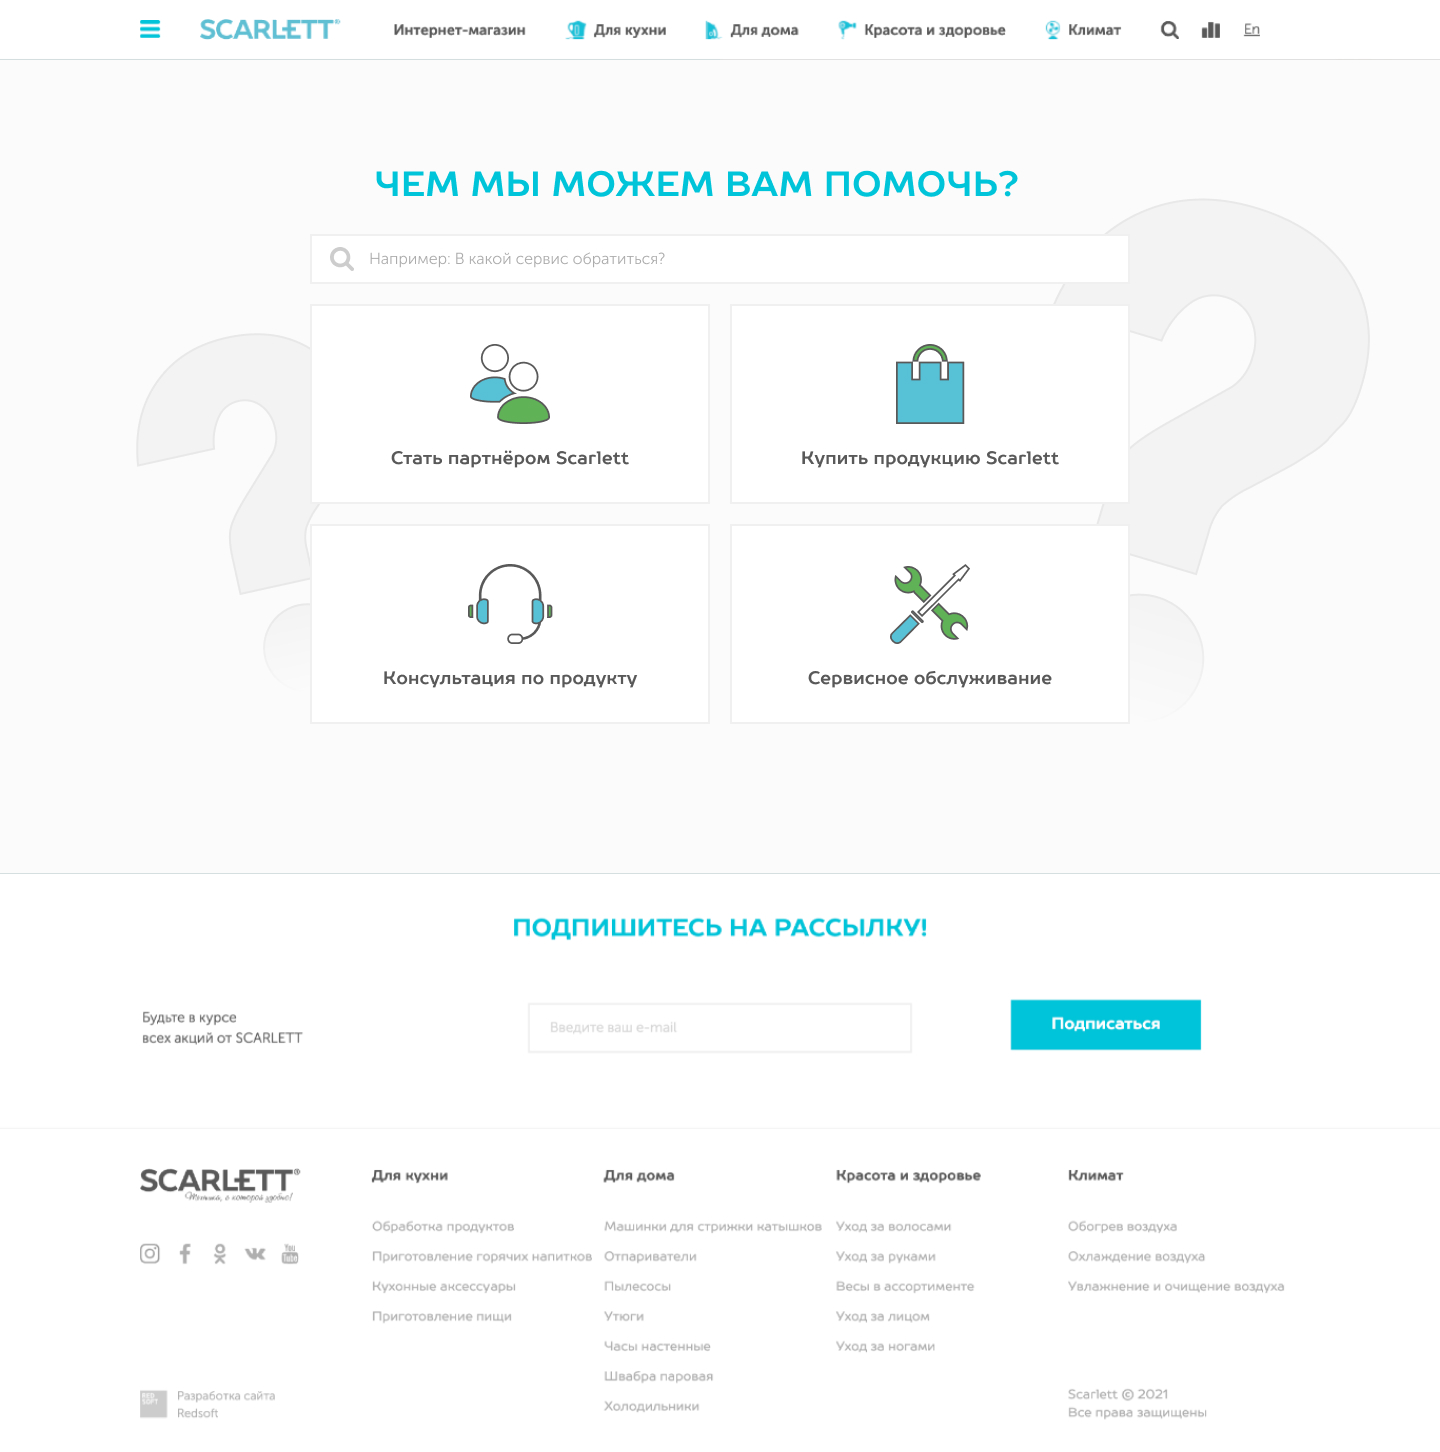 SCARLETT®
Интернет-магазин
Для кухни
Для дома
Красота и здоровье
Климат
En
ЧЕМ МЫ МОЖЕМ ВАМ ПОМОЧЬ?
Например: В какой сервис обратиться?
Стать партнёром Scarlett
Купить продукцию Scarlett
Консультация по продукту
Сервисное обслуживание
ПОДПИШИТЕСЬ НА РАССЫЛКУ!
Будьте в курсе
всех акций от SCARLETT
Введите ваш e-mail
Подписаться
SCARLETT®
Техника, с которой удобно!
You
Tube
RED
SOFT
Разработка сайта
Redsoft
Для кухни
Обработка продуктов
Приготовление горячих напитков
Кухонные аксессуары
Приготовление пищи
Для дома
Машинки для стрижки катышков
Отпариватели
Пылесосы
Утюги
Часы настенные
Швабра паровая
Холодильники
Красота и здоровье
Уход за волосами
Уход за руками
Весы в ассортименте
Уход за лицом
Уход за ногами
Климат
Обогрев воздуха
Охлаждение воздуха
Увлажнение и очищение воздуха
Scarlett © 2021
Все права защищены